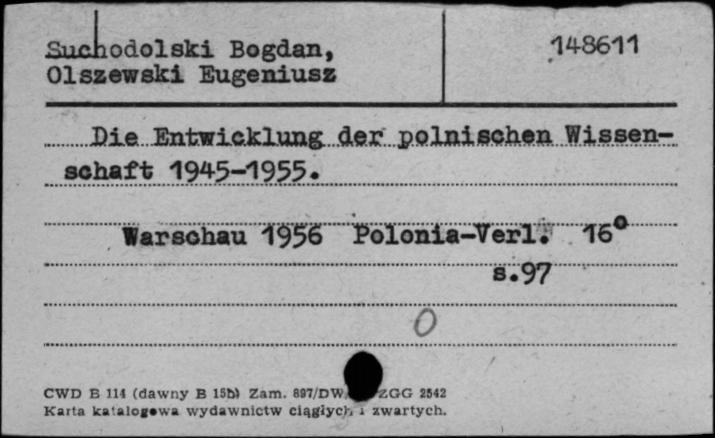 Suchodolski Bogdan, 148611
Olszewski Eugeniusz
Die Entwicklung der polnischen Wissen-
schaft 1945-1955.
Warschau 1956 Polonia-Verl. 16°
s.97
0
CWD B 114 (dawny B 15b) Zam. 897/DW ZGG 2542
Karta katalogowa wydawnictw ciągłych i zwartych.